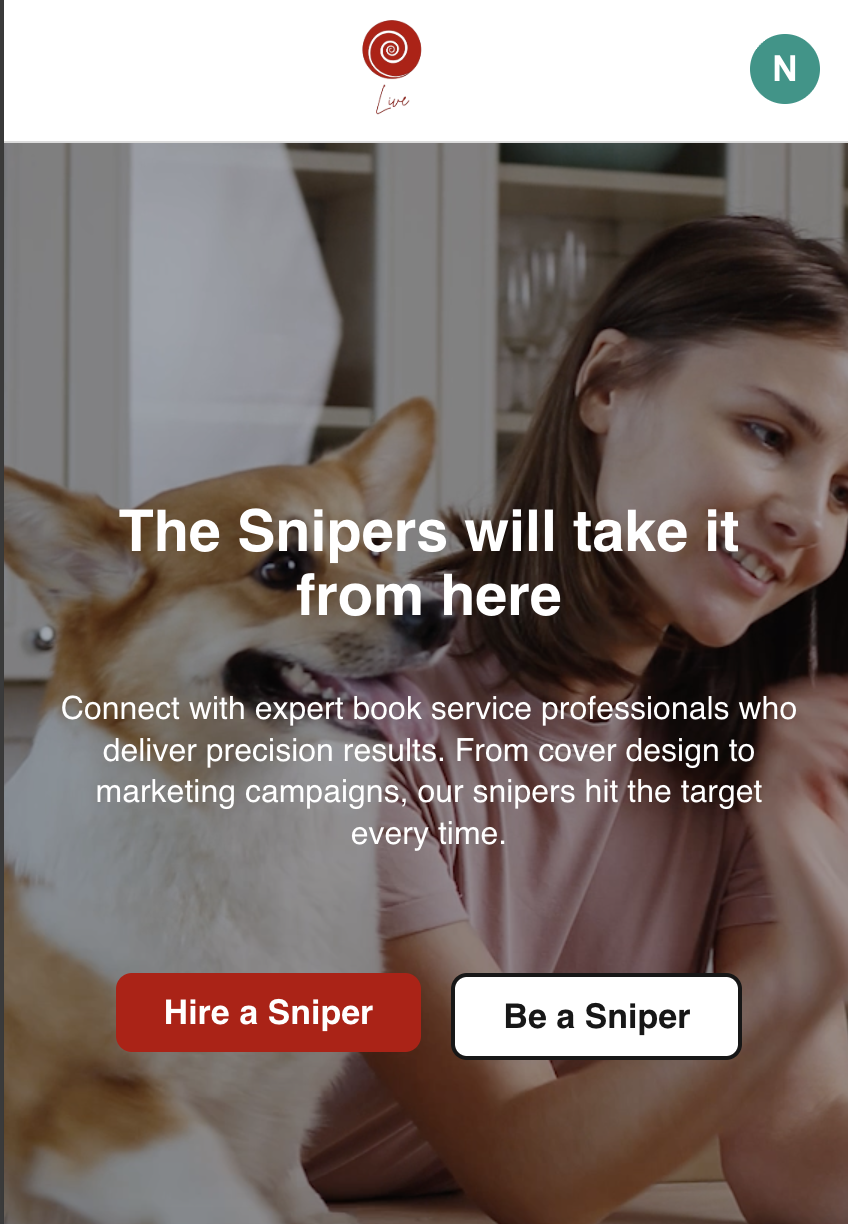 Live
N
The Snipers will take it
from here
Connect with expert book service professionals who
deliver precision results. From cover design to
marketing campaigns, our snipers hit the target
every time.
Hire a Sniper
Be a Sniper